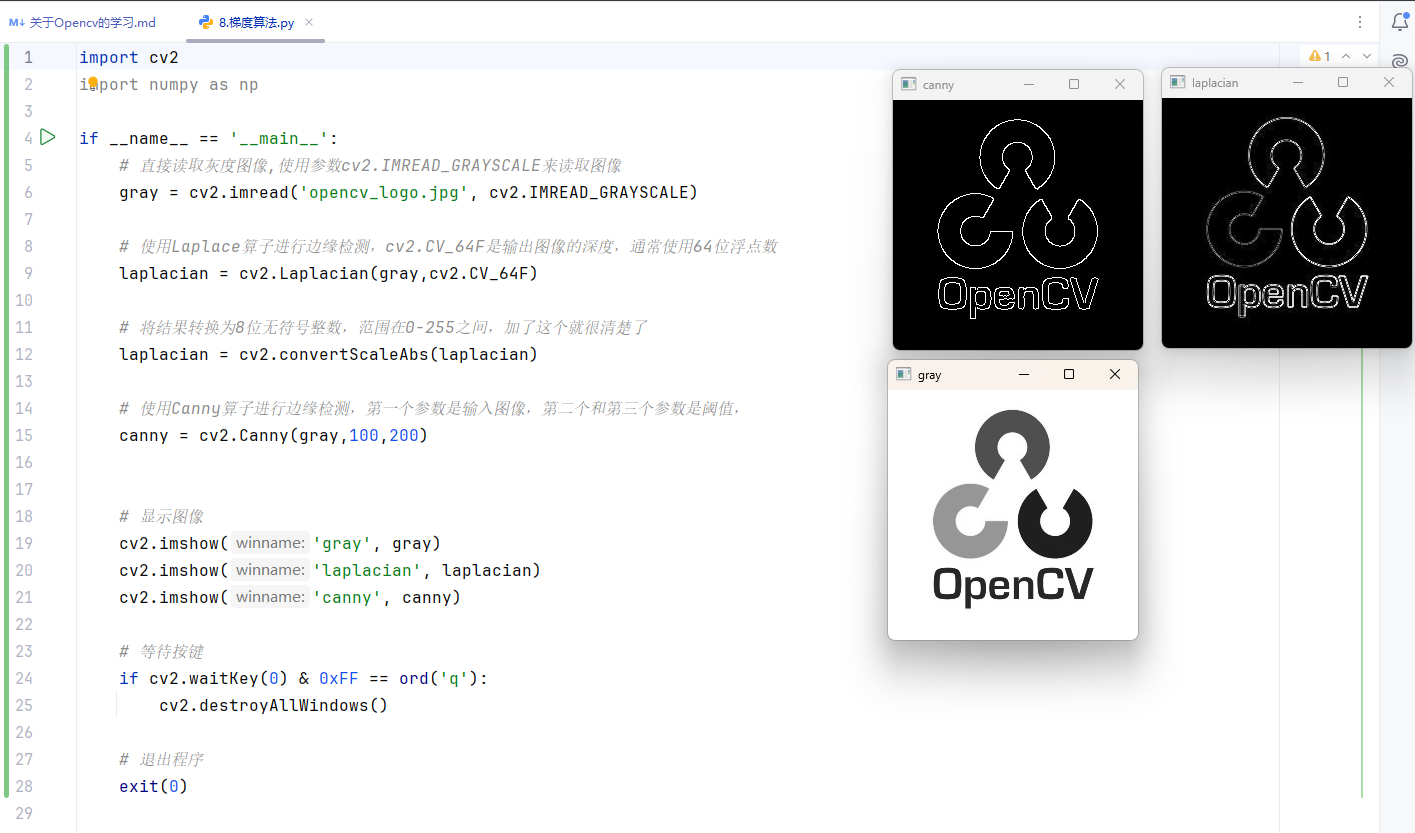 M↓ 关于Opencv的学习.md
8.梯度算法.py ×
1 import cv2
2 import numpy as np
3
4 if __name__ == '__main__':
5 # 直接读取灰度图像,使用参数cv2.IMREAD_GRAYSCALE来读取图像
6 gray = cv2.imread('opencv_logo.jpg', cv2.IMREAD_GRAYSCALE)
7
8 # 使用Laplace算子进行边缘检测，cv2.CV_64F是输出图像的深度，通常使用64位浮点数
9 laplacian = cv2.Laplacian(gray,cv2.CV_64F)
10
11 # 将结果转换为8位无符号整数，范围在0-255之间，加了这个就很清楚了
12 laplacian = cv2.convertScaleAbs(laplacian)
13
14 # 使用Canny算子进行边缘检测，第一个参数是输入图像，第二个和第三个参数是阈值，
15 canny = cv2.Canny(gray,100,200)
16
17
18 # 显示图像
19 cv2.imshow( winname: 'gray', gray)
20 cv2.imshow( winname: 'laplacian', laplacian)
21 cv2.imshow( winname: 'canny', canny)
22
23 # 等待按键
24 if cv2.waitKey(0) & 0xFF == ord('q'):
25 cv2.destroyAllWindows()
26
27 # 退出程序
28 exit(0)
29
1
canny
OpenCV
laplacian
OpenCV
gray
OpenCV